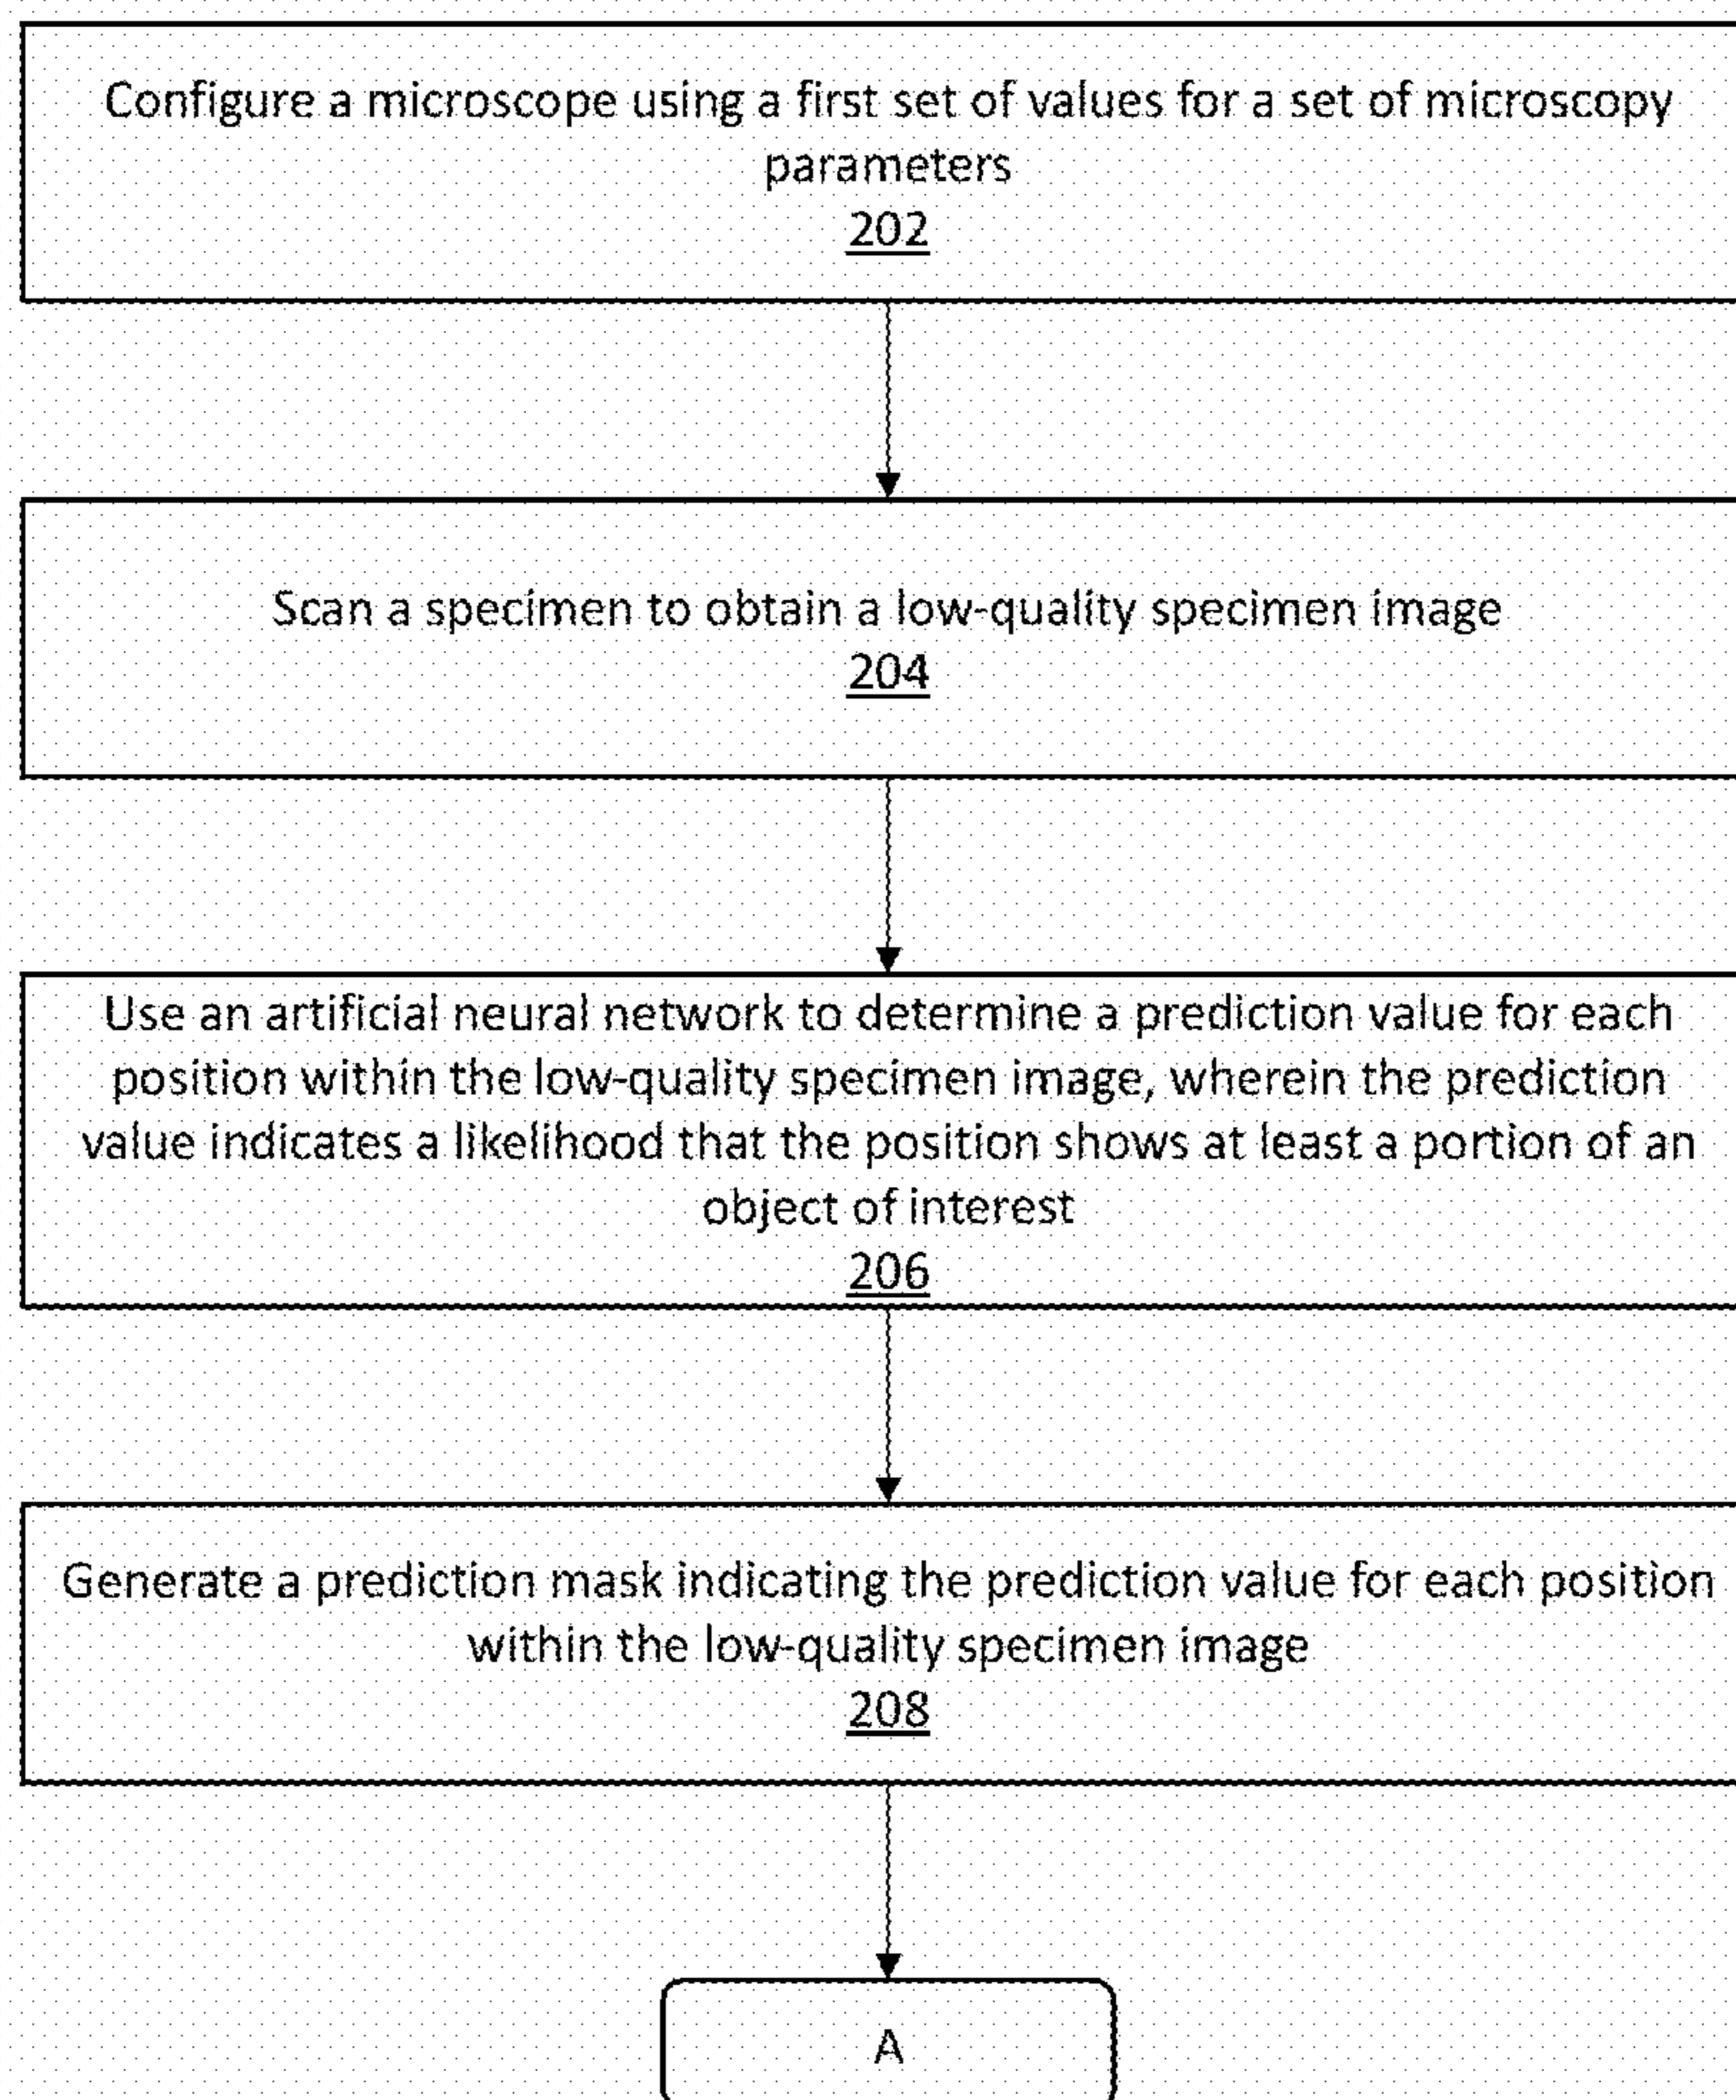 Configure a microscope using a first set of values for a set of microscopy
parameters
202
Scan a specimen to obtain a low-quality specimen image
204
Use an artificial neural network to determine a prediction value for each
position within the low-quality specimen image, wherein the prediction
value indicates a likelihood that the position shows at least a portion of an
object of interest
206
Generate a prediction mask indicating the prediction value for each position
within the low-quality specimen image
208
A